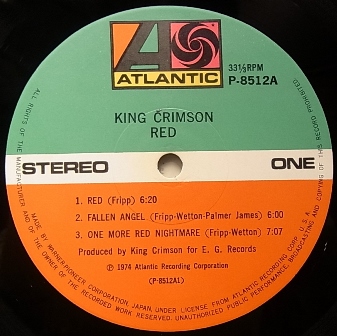 ATLANTIC
33⅓RPM
P-8512A
KING CRIMSON
RED
STEREO
ONE
1. RED (Fripp) 6:20
2. FALLEN ANGEL (Fripp-Wetton-Palmer James) 6:00
3. ONE MORE RED NIGHTMARE (Fripp-Wetton) 7:07
Produced by King Crimson for E. G. Records
℗ 1974 Atlantic Recording Corporation
(P-8512A1)
ALL RIGHTS OF THE MANUFACTURER AND OF THE OWNER OF THE RECORDED WORK RESERVED. UNAUTHORIZED PUBLIC PERFORMANCE, BROADCASTING AND COPYING OF THIS RECORD PROHIBITED.
MADE BY WARNER-PIONEER CORPORATION, JAPAN, UNDER LICENSE FROM ATLANTIC RECORDING CORP. U.S.A.